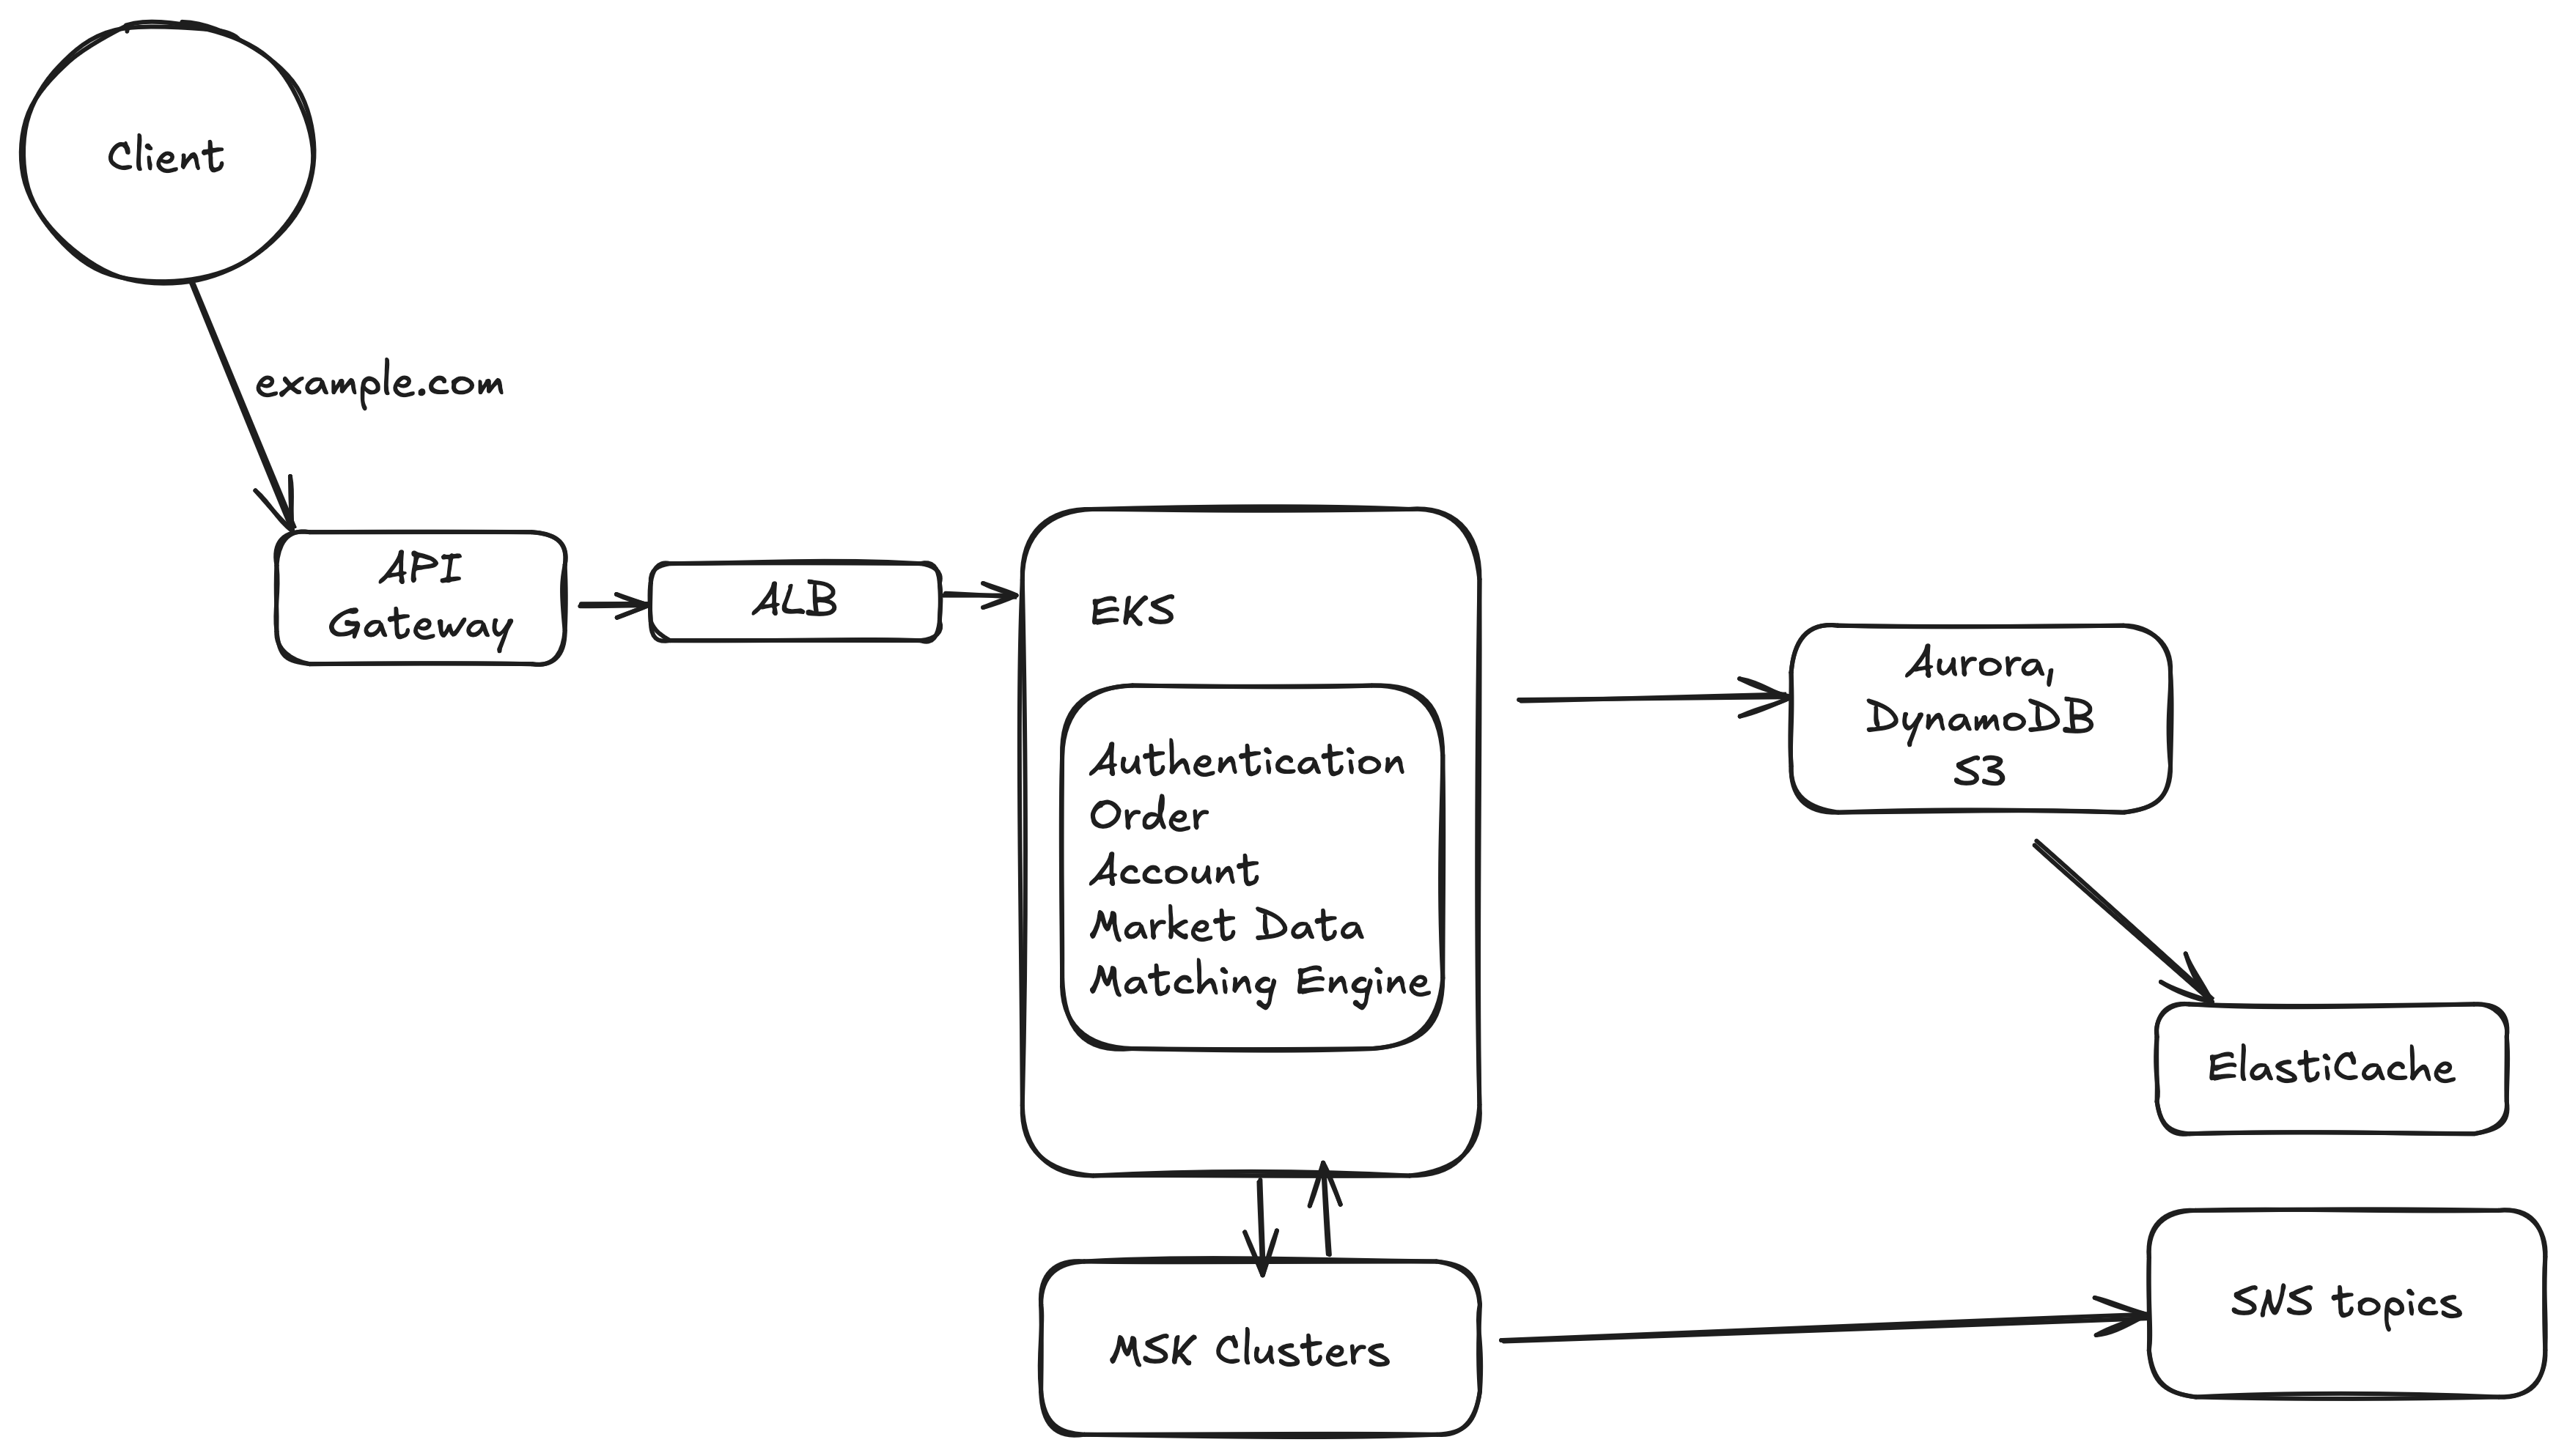 Client
example.com
API
Gateway
ALB
EKS
Authentication
Order
Account
Market Data
Matching Engine
Aurora,
DynamoDB
S3
ElastiCache
MSK Clusters
SNS topics